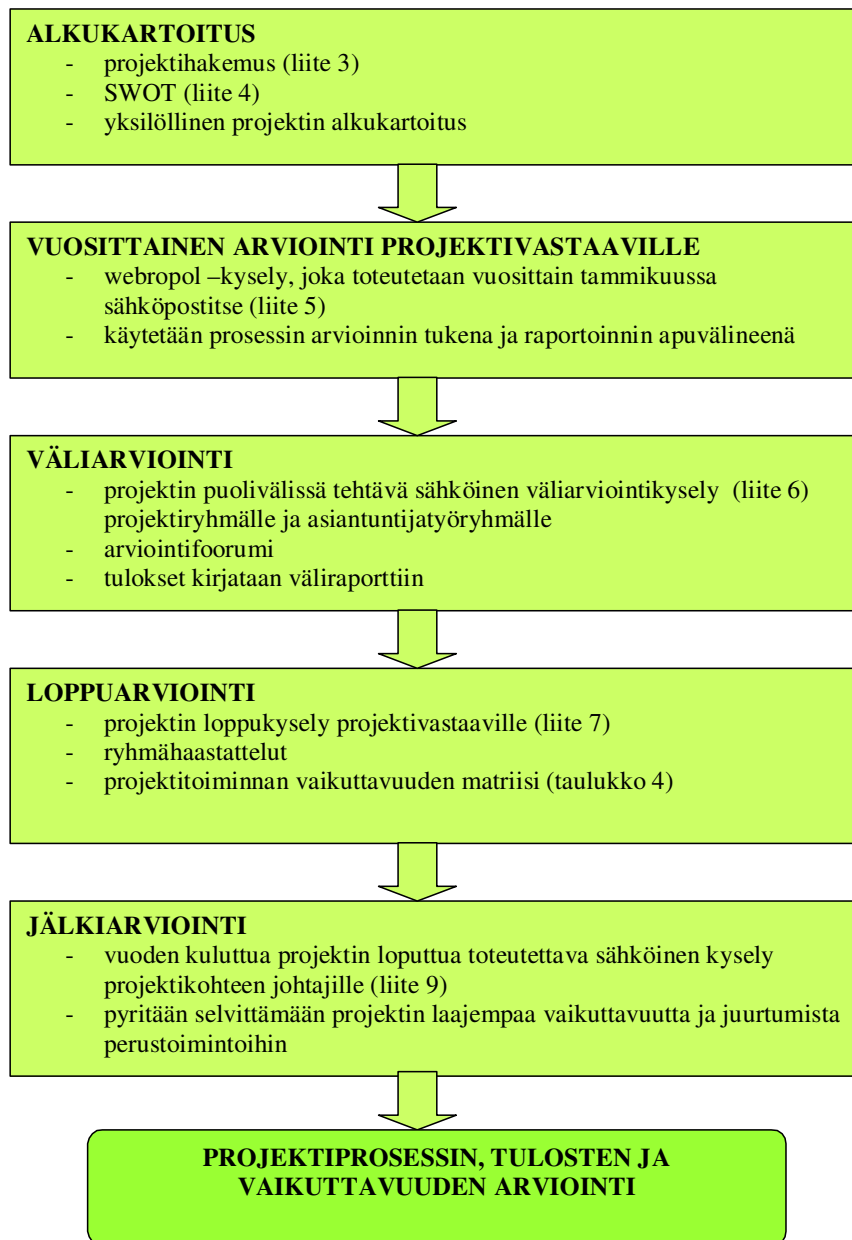 ALKUKARTOITUS
- projektihakemus (liite 3)
- SWOT (liite 4)
- yksilöllinen projektin alkukartoitus
VUOSITTAINEN ARVIOINTI PROJEKTIVASTAAVILLE
- webropol –kysely, joka toteutetaan vuosittain tammikuussa
sähköpostitse (liite 5)
- käytetään prosessin arvioinnin tukena ja raportoinnin apuvälineenä
VÄLIARVIOINTI
- projektin puolivälissä tehtävä sähköinen väliarviointikysely (liite 6)
projektiryhmälle ja asiantuntijatyöryhmälle
- arviointifoorumi
- tulokset kirjataan väliraporttiin
LOPPUARVIOINTI
- projektin loppukysely projektivastaaville (liite 7)
- ryhmähaastattelut
- projektitoiminnan vaikuttavuuden matriisi (taulukko 4)
JÄLKIARVIOINTI
- vuoden kuluttua projektin loputtua toteutettava sähköinen kysely
projektikohteen johtajille (liite 9)
- pyritään selvittämään projektin laajempaa vaikuttavuutta ja juurtumista
perustoimintoihin
PROJEKTIPROSESSIN, TULOSTEN JA
VAIKUTTAVUUDEN ARVIOINTI